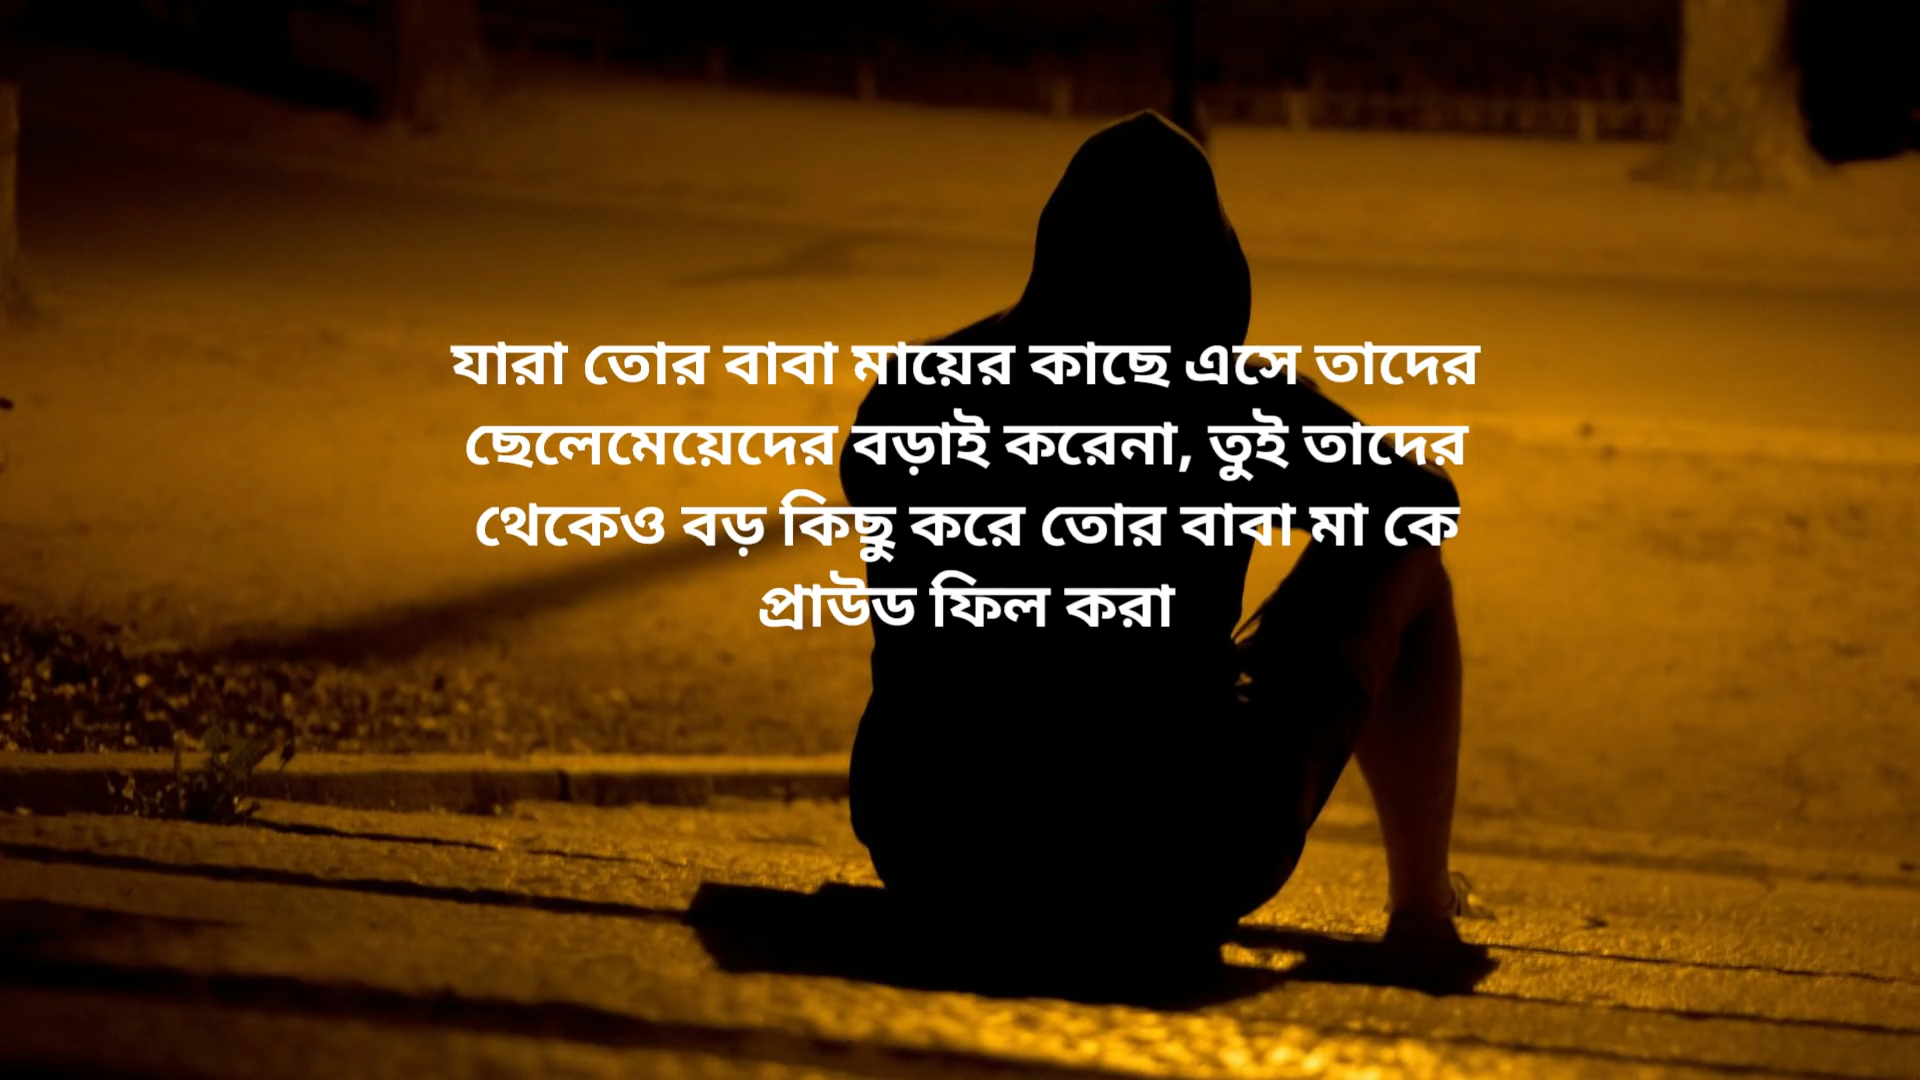 যারা তোর বাবা মায়ের কাছে এসে তাদের
ছেলেমেয়েদের বড়াই করেনা, তুই তাদের
থেকেও বড় কিছু করে তোর বাবা মা কে
প্রাউড ফিল করা